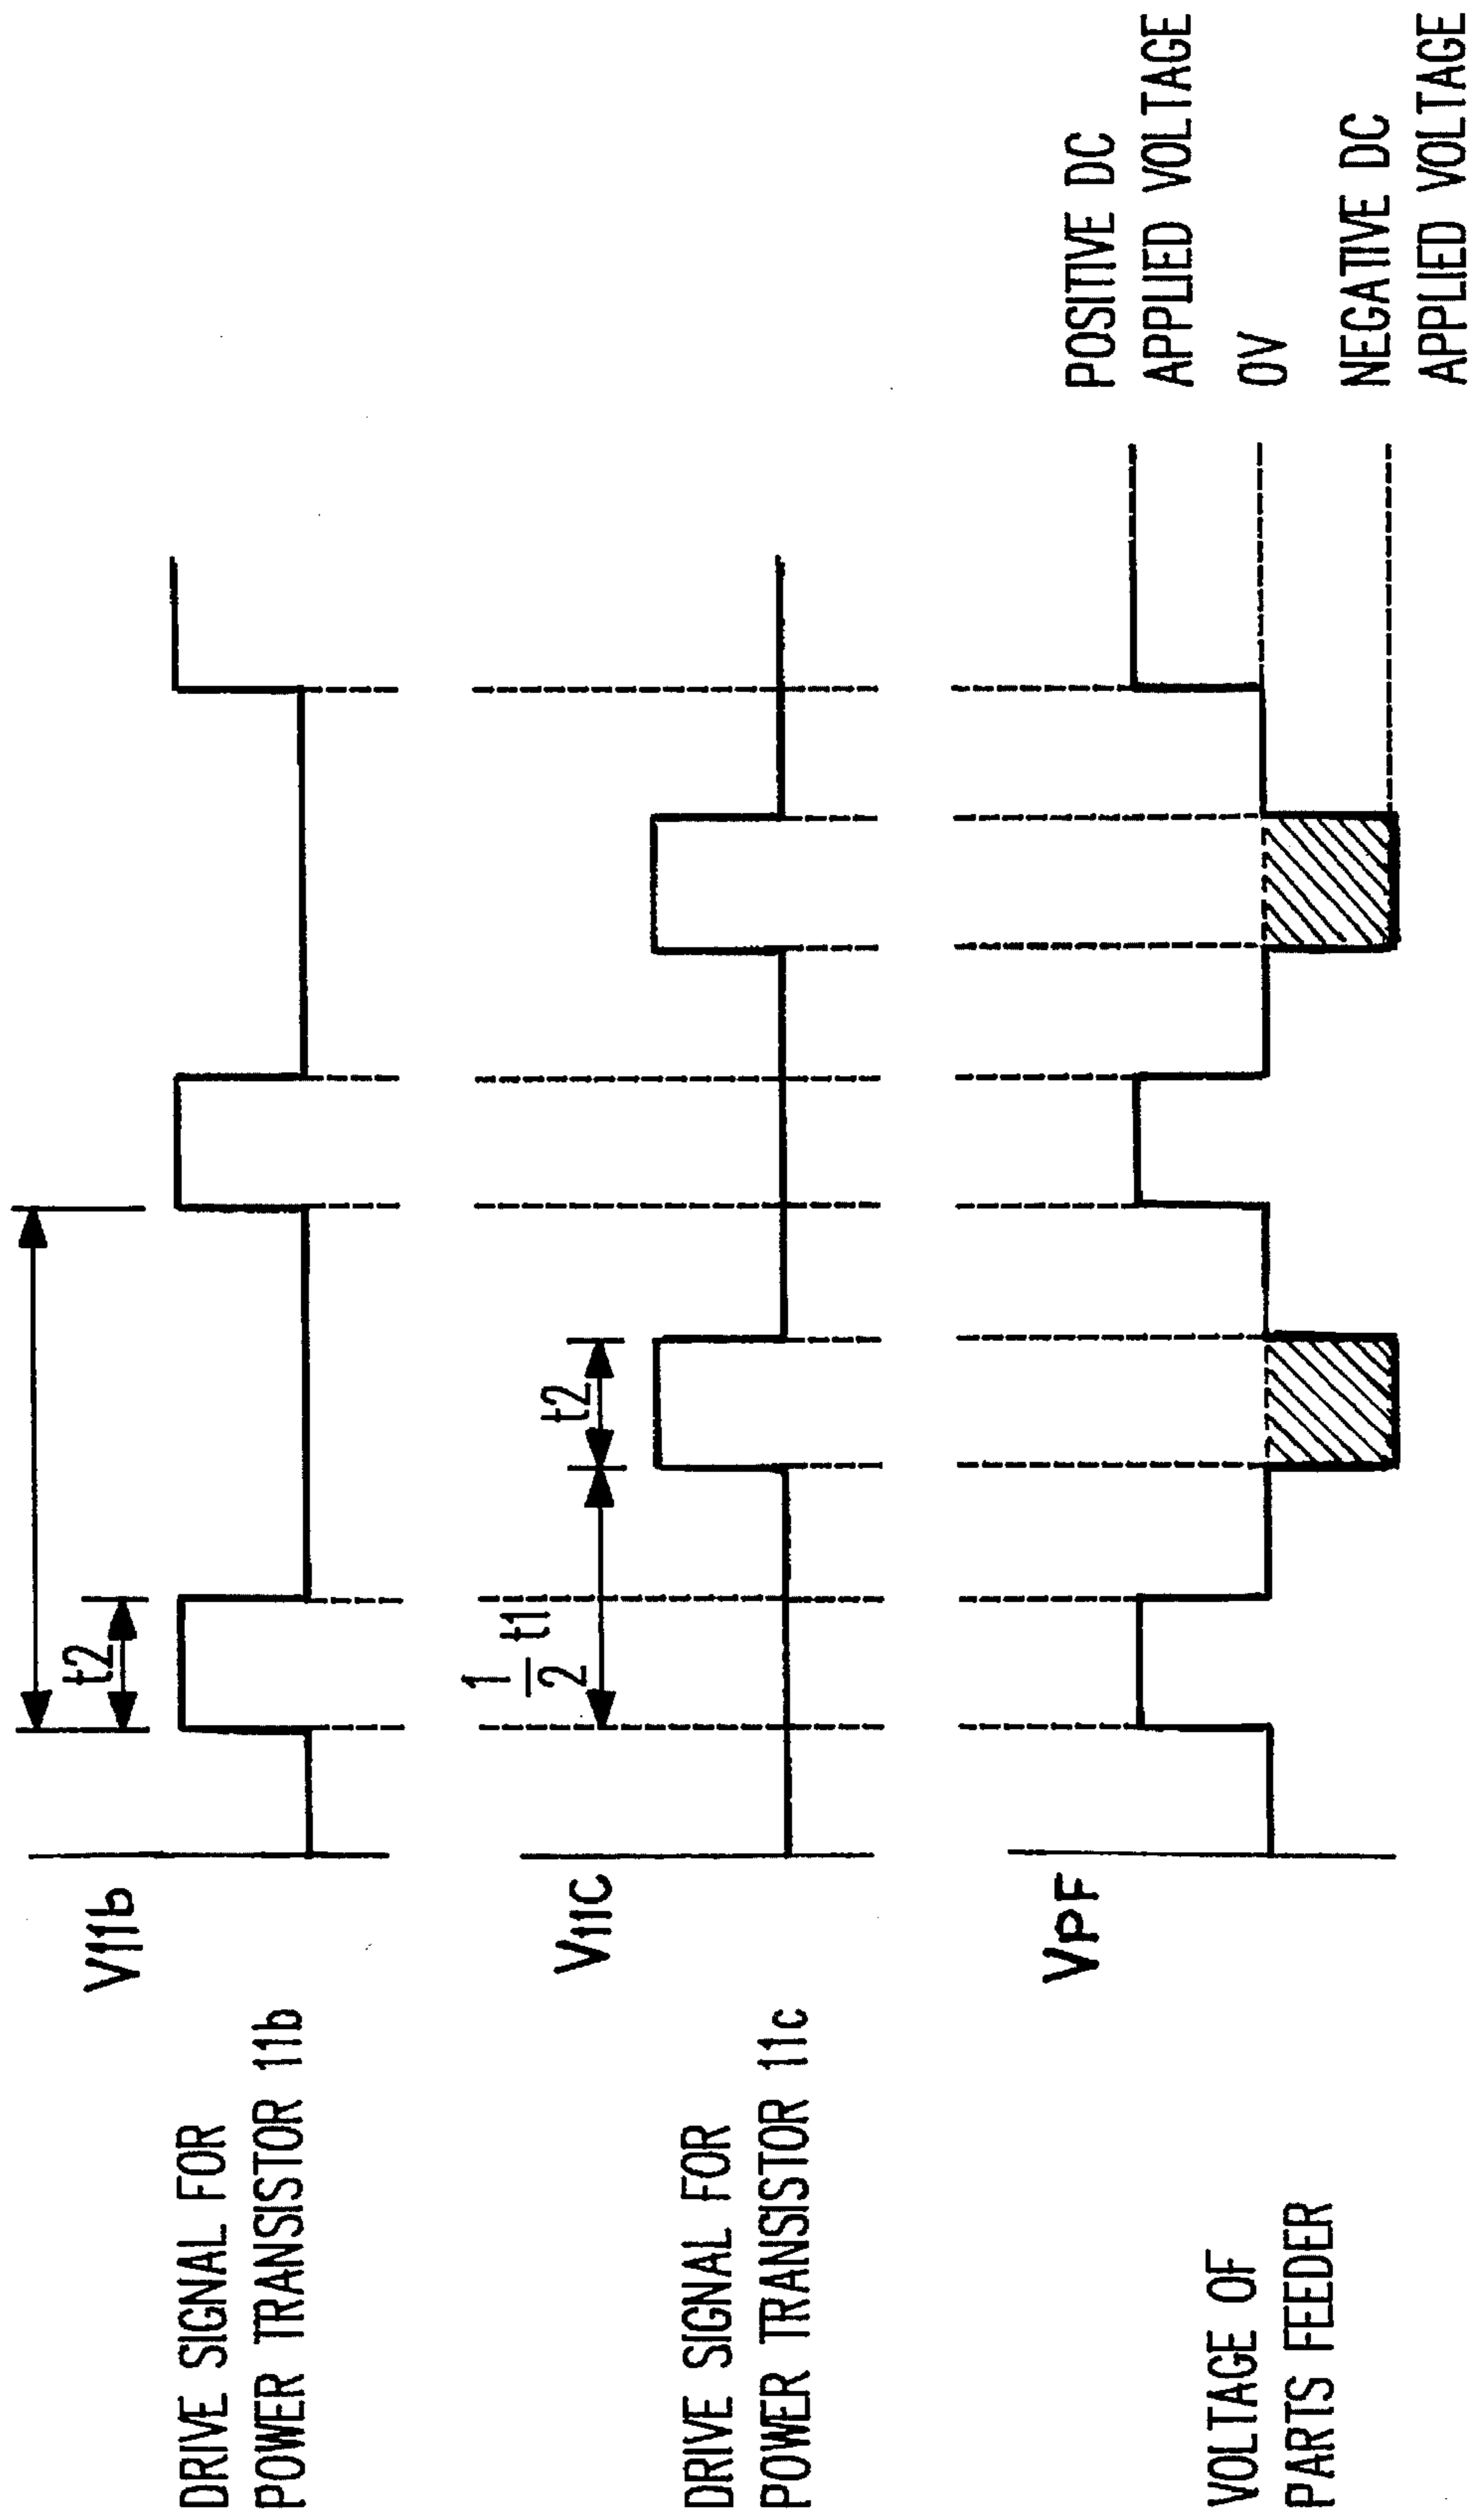 DRIVE SIGNAL FOR
POWER TRANSISTOR 11b
V11b
t2
DRIVE SIGNAL FOR
POWER TRANSISTOR 11c
V11C
1/2 t1
t2
VOLTAGE OF
PARTS FEEDER
VPF
POSITIVE DC
APPLIED VOLTAGE
0V
NEGATIVE DC
APPLIED VOLTAGE